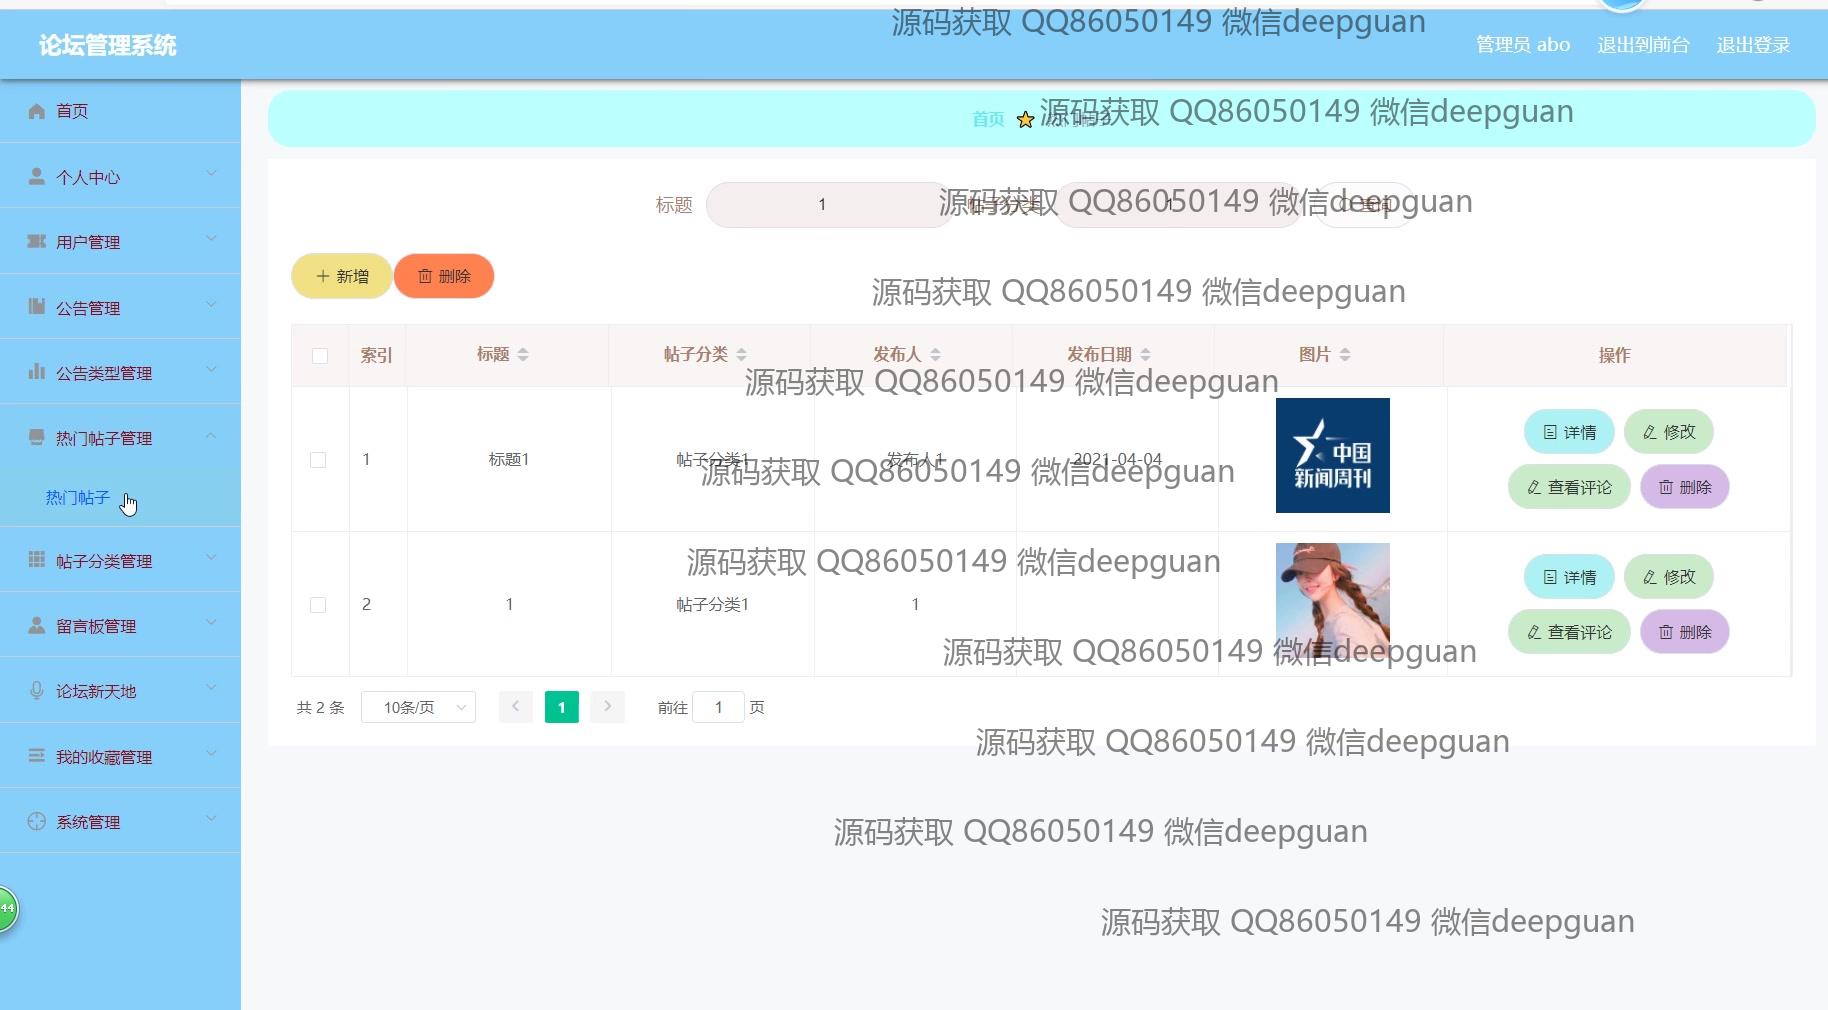 源码获取 QQ86050149 微信deepguan
论坛管理系统
管理员 abo 退出到前台 退出登录
首页
个人中心
用户管理
公告管理
公告类型管理
热门帖子管理
热门帖子
帖子分类管理
留言板管理
论坛新天地
我的收藏管理
系统管理
44
首页
源码获取 QQ86050149 微信deepguan
标题 1 帖子分类 1 查询
源码获取 QQ86050149 微信deepguan
新增 删除
源码获取 QQ86050149 微信deepguan
索引 标题 帖子分类 发布人 发布日期 图片 操作
源码获取 QQ86050149 微信deepguan
1 标题1 帖子分类1 发布人1 2021-04-04
中国
新闻周刊
详情 修改
查看评论 删除
源码获取 QQ86050149 微信deepguan
源码获取 QQ86050149 微信deepguan
2 1 帖子分类1 1
详情 修改
查看评论 删除
源码获取 QQ86050149 微信deepguan
共 2 条 10条/页 1 前往 1 页
源码获取 QQ86050149 微信deepguan
源码获取 QQ86050149 微信deepguan
源码获取 QQ86050149 微信deepguan